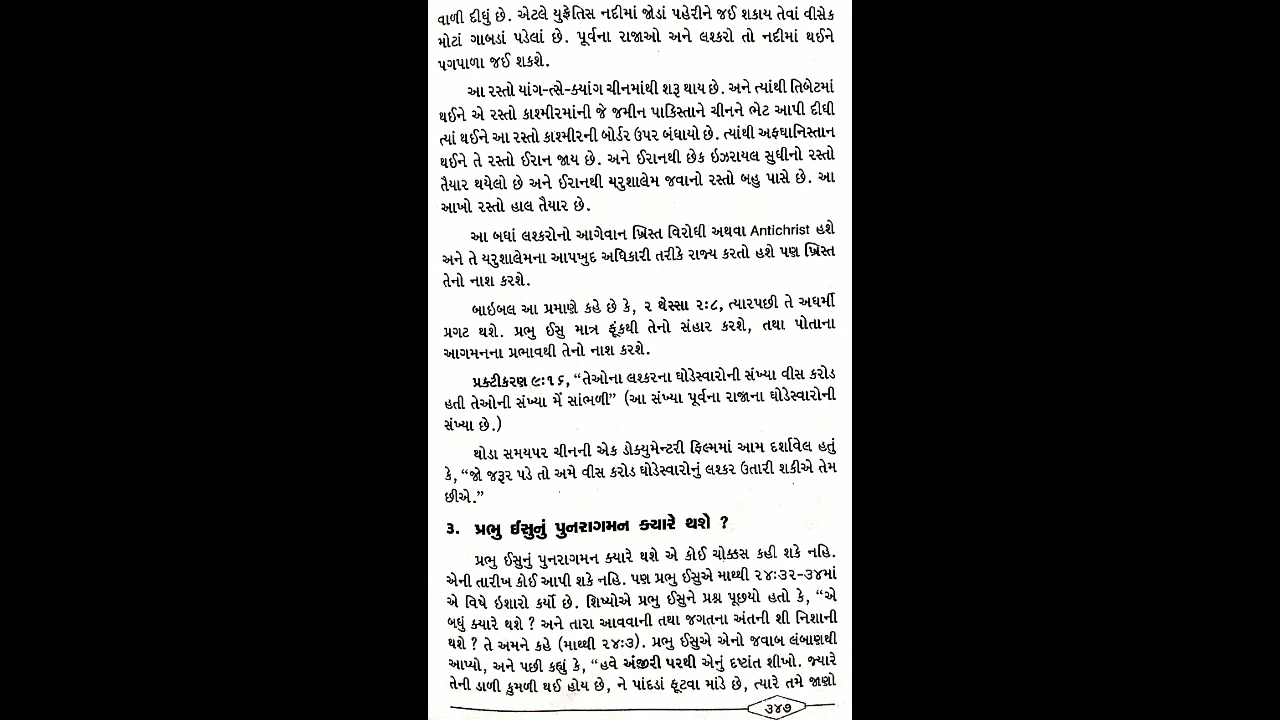 વાળી દીધું છે. એટલે યુફ્રેતિસ નદીમાં જોડાં પહેરીને જઈ શકાય તેવાં વીસેક
મોટાં ગાબડાં પડેલાં છે. પૂર્વના રાજાઓ અને લશ્કરો તો નદીમાં થઈને
પગપાળા જઈ શકશે.
આ રસ્તો યાંગ-ત્સે-ક્યાંગ ચીનમાંથી શરૂ થાય છે. અને ત્યાંથી તિબેટમાં
થઈને એ રસ્તો કાશ્મીરમાંની જે જમીન પાકિસ્તાને ચીનને ભેટ આપી દીધી
ત્યાં થઈને આ રસ્તો કાશ્મીરની બોર્ડર ઉપર બંધાયો છે. ત્યાંથી અફઘાનિસ્તાન
થઈને તે રસ્તો ઈરાન જાય છે. અને ઈરાનથી છેક ઇઝરાયલ સુધીનો રસ્તો
તૈયાર થયેલો છે અને ઈરાનથી યરુશાલેમ જવાનો રસ્તો બહુ પાસે છે. આ
આખો રસ્તો હાલ તૈયાર છે.
આ બધાં લશ્કરોનો આગેવાન ખ્રિસ્ત વિરોધી અથવા Antichrist હશે
અને તે યરુશાલેમના આપખુદ અધિકારી તરીકે રાજ્ય કરતો હશે પણ ખ્રિસ્ત
તેનો નાશ કરશે.
બાઇબલ આ પ્રમાણે કહે છે કે, ૨ થેસ્સા ૨:૮, ત્યારપછી તે અધર્મી
પ્રગટ થશે. પ્રભુ ઈસુ માત્ર ફૂંકથી તેનો સંહાર કરશે, તથા પોતાના
આગમનના પ્રભાવથી તેનો નાશ કરશે.
પ્રક્ટીકરણ ૯:૧૬, “તેઓના લશ્કરના ઘોડેસ્વારોની સંખ્યા વીસ કરોડ
હતી તેઓની સંખ્યા મેં સાંભળી” (આ સંખ્યા પૂર્વના રાજાના ઘોડેસ્વારોની
સંખ્યા છે.)
થોડા સમયપર ચીનની એક ડોક્યુમેન્ટરી ફિલ્મમાં આમ દર્શાવેલ હતું
કે, “જો જરૂર પડે તો અમે વીસ કરોડ ઘોડેસ્વારોનું લશ્કર ઉતારી શકીએ તેમ
છીએ.”
૩. પ્રભુ ઈસુનું પુનરાગમન ક્યારે થશે ?
પ્રભુ ઈસુનું પુનરાગમન ક્યારે થશે એ કોઈ ચોક્કસ કહી શકે નહિ.
એની તારીખ કોઈ આપી શકે નહિ. પણ પ્રભુ ઈસુએ માથ્થી ૨૪:૩૨-૩૪માં
એ વિષે ઇશારો કર્યો છે. શિષ્યોએ પ્રભુ ઈસુને પ્રશ્ન પૂછયો હતો કે, “એ
બધું ક્યારે થશે ? અને તારા આવવાની તથા જગતના અંતની શી નિશાની
થશે ? તે અમને કહે (માથ્થી ૨૪:૩). પ્રભુ ઈસુએ એનો જવાબ લંબાણથી
આપ્યો, અને પછી કહ્યું કે, “હવે અંજીરી પરથી એનું દષ્ટાંત શીખો. જ્યારે
તેની ડાળી કુમળી થઈ હોય છે, ને પાંદડાં ફૂટવા માંડે છે, ત્યારે તમે જાણો
૩૪૭